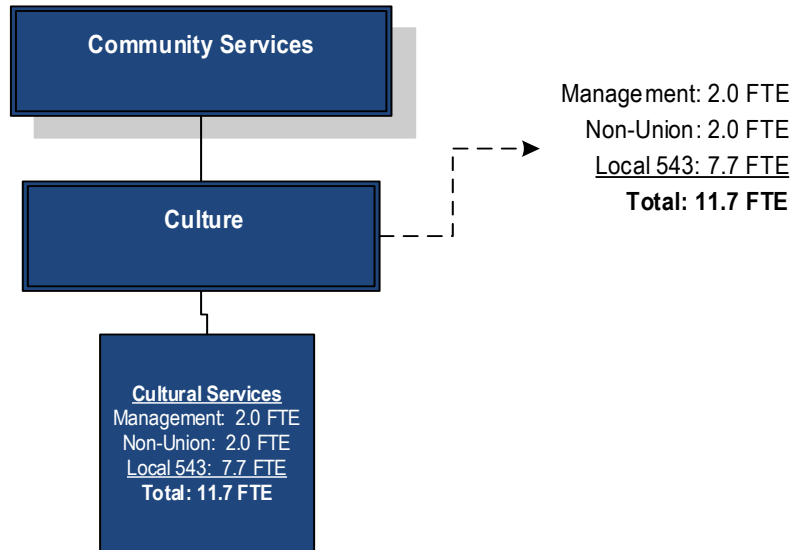 Community Services
Management: 2.0 FTE
Non-Union: 2.0 FTE
Local 543: 7.7 FTE
Total: 11.7 FTE
Culture
Cultural Services
Management: 2.0 FTE
Non-Union: 2.0 FTE
Local 543: 7.7 FTE
Total: 11.7 FTE